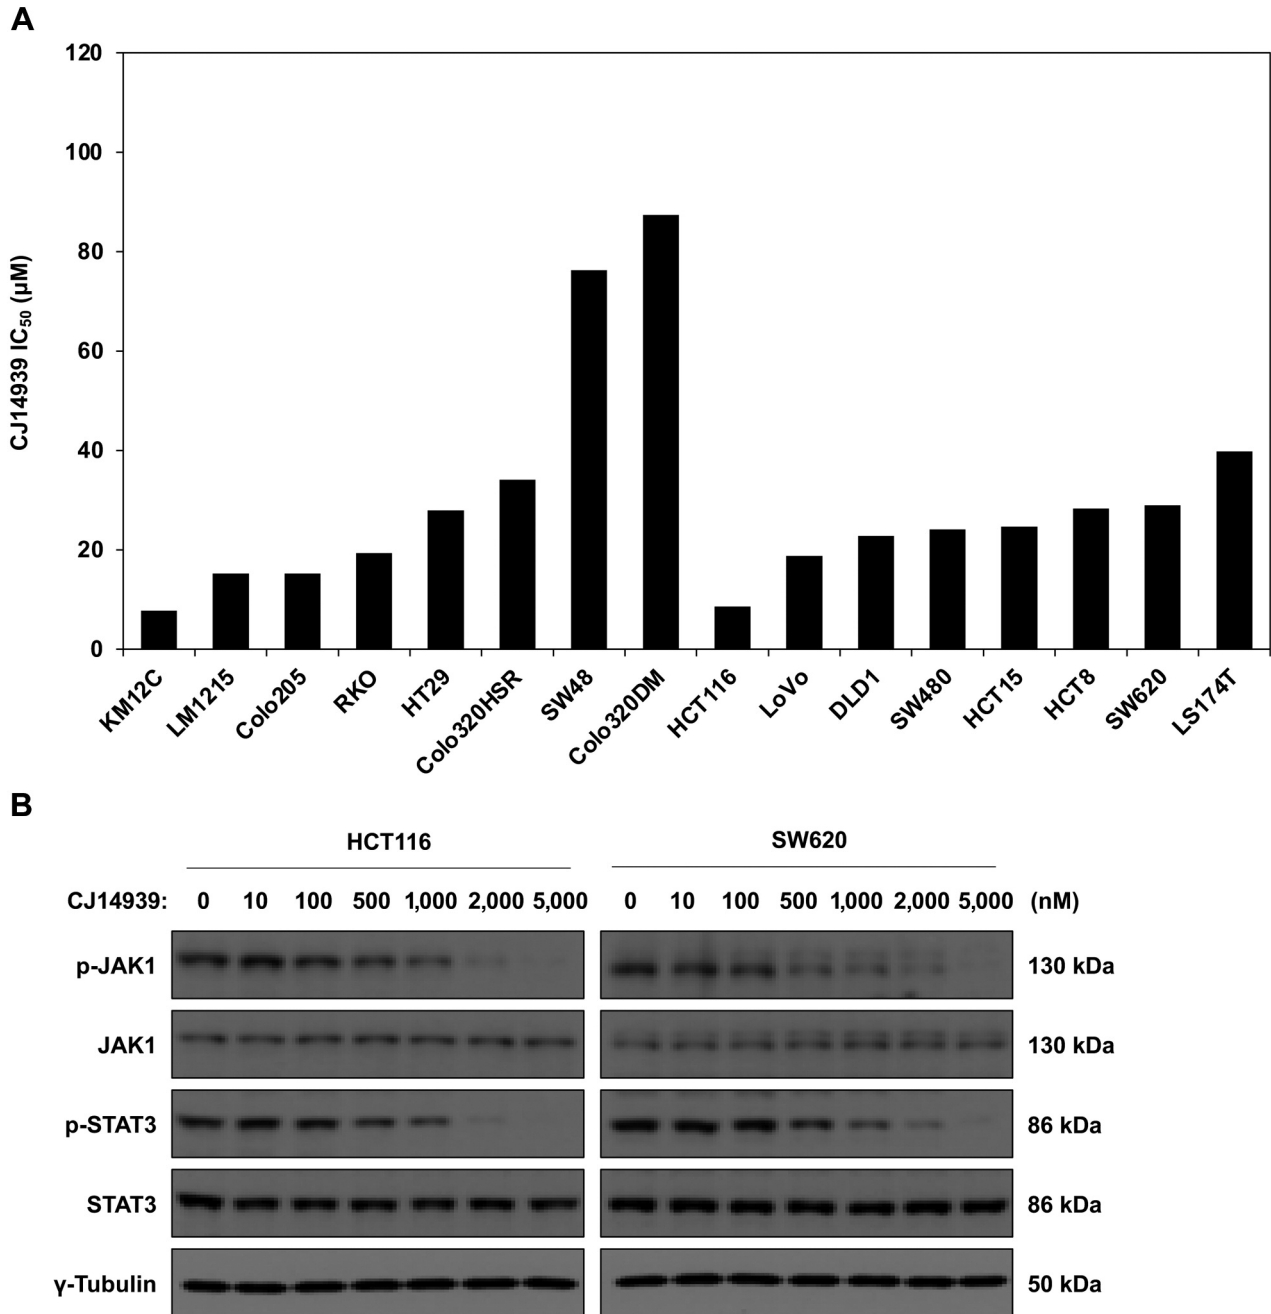 A
120
100
80
60
40
20
0
CJ14939 IC50 (µM)
KM12C
LM1215
Colo205
RKO
HT29
Colo320HSR
SW48
Colo320DM
HCT116
LoVo
DLD1
SW480
HCT15
HCT8
SW620
LS174T
B
HCT116 SW620
CJ14939: 0 10 100 500 1,000 2,000 5,000 0 10 100 500 1,000 2,000 5,000 (nM)
p-JAK1 130 kDa
JAK1 130 kDa
p-STAT3 86 kDa
STAT3 86 kDa
γ-Tubulin 50 kDa